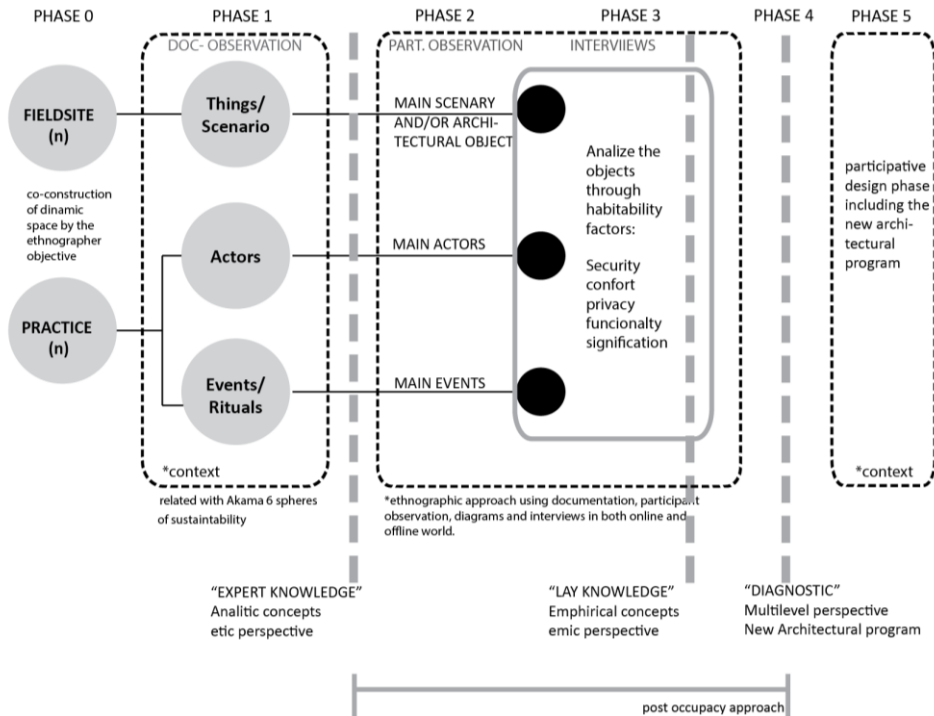 PHASE 0
PHASE 1
PHASE 2
PHASE 3
PHASE 4
PHASE 5
DOC- OBSERVATION
PART. OBSERVATION
INTERVIIEWS
FIELDSITE
(n)
Things/
Scenario
MAIN SCENARY
AND/OR ARCHI-
TECTURAL OBJECT
co-construction
of dinamic
space by the
ethnographer
objective
Actors
MAIN ACTORS
PRACTICE
(n)
Events/
Rituals
MAIN EVENTS
Analize the
objects
through
habitability
factors:
Security
confort
privacy
funcionalty
signification
participative
design phase
including the
new archi-
tectural
program
*context
*context
related with Akama 6 spheres
of sustaintability
*ethnographic approach using documentation, participant
observation, diagrams and interviews in both online and
offline world.
“EXPERT KNOWLEDGE”
Analitic concepts
etic perspective
“LAY KNOWLEDGE”
Emphirical concepts
emic perspective
“DIAGNOSTIC”
Multilevel perspective
New Architectural program
post occupacy approach